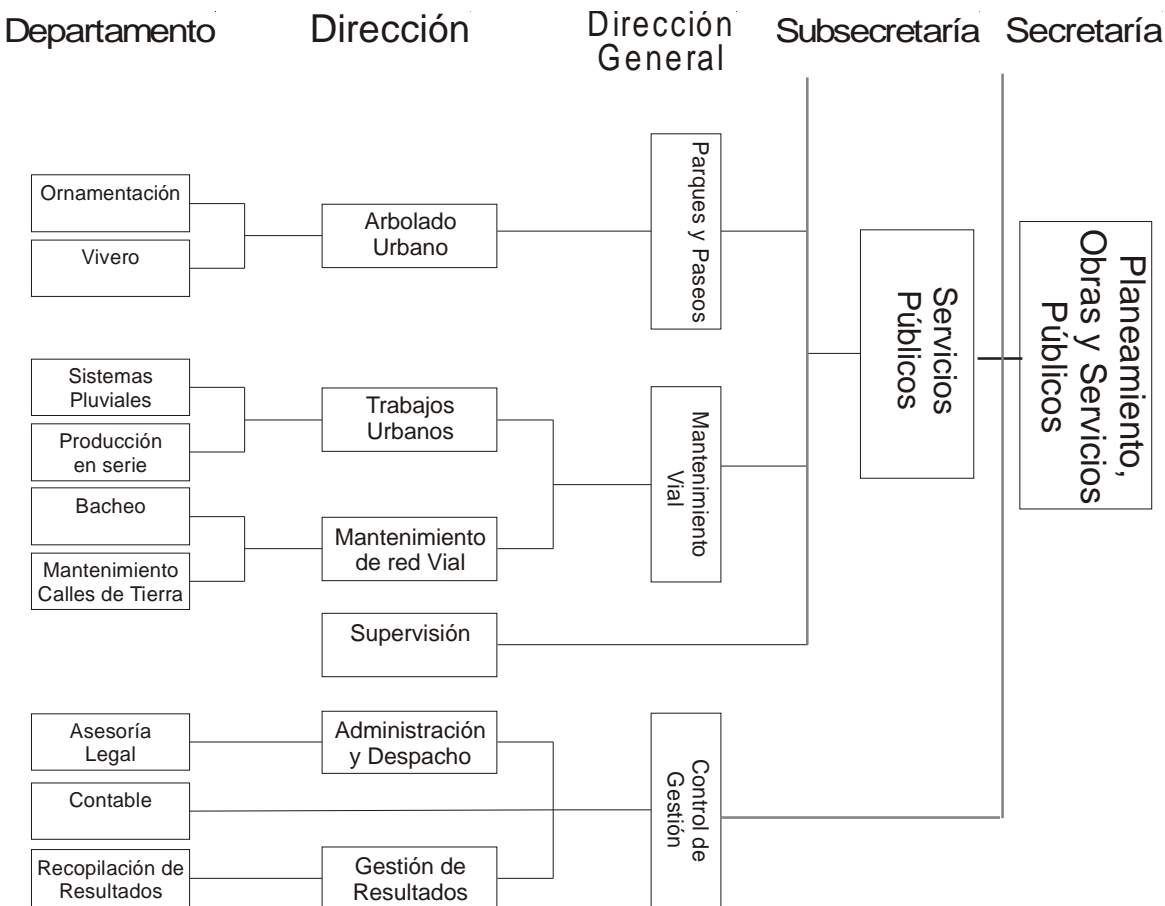 Departamento
Dirección
Dirección
General
Subsecretaría
Secretaría
Ornamentación
Vivero
Arbolado
Urbano
Parques y Paseos
Sistemas
Pluviales
Producción
en serie
Bacheo
Mantenimiento
Calles de Tierra
Trabajos
Urbanos
Mantenimiento
de red Vial
Mantenimiento
Vial
Supervisión
Servicios
Públicos
Planeamiento,
Obras y Servicios
Públicos
Asesoría
Legal
Contable
Recopilación de
Resultados
Administración
y Despacho
Gestión de
Resultados
Control de
Gestión